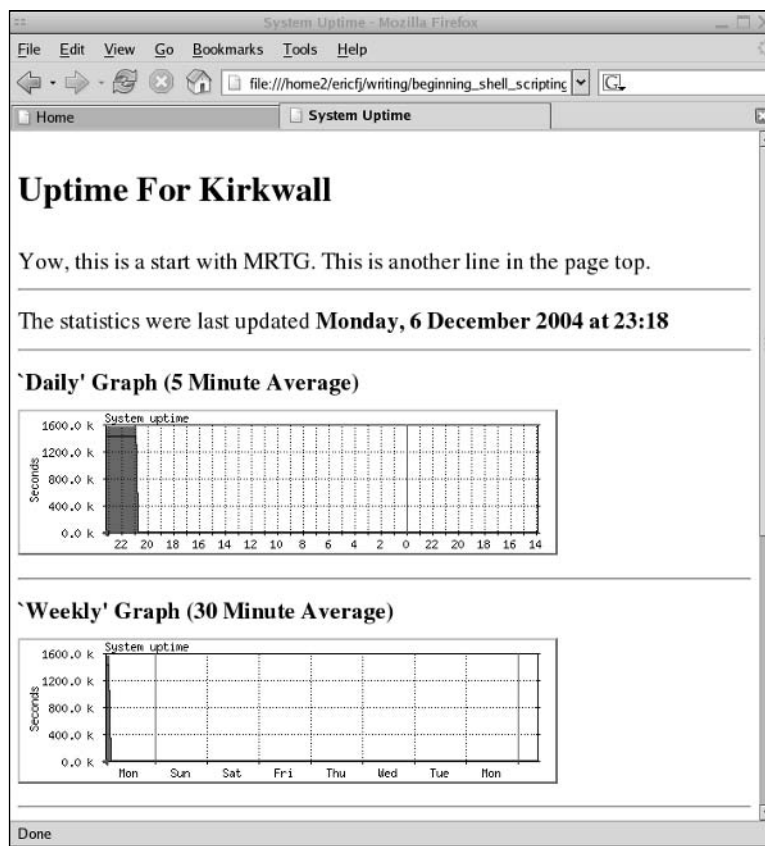 System Uptime - Mozilla Firefox
File Edit View Go Bookmarks Tools Help
file:///home2/ericfj/writing/beginning_shell_scripting
G
Home
System Uptime
Uptime For Kirkwall
Yow, this is a start with MRTG. This is another line in the page top.
The statistics were last updated Monday, 6 December 2004 at 23:18
`Daily' Graph (5 Minute Average)
System uptime
1600.0 k
1200.0 k
800.0 k
400.0 k
0.0 k
Seconds
22 20 18 16 14 12 10 8 6 4 2 0 22 20 18 16 14
`Weekly' Graph (30 Minute Average)
System uptime
1600.0 k
1200.0 k
800.0 k
400.0 k
0.0 k
Seconds
Mon Sun Sat Fri Thu Wed Tue Mon
Done